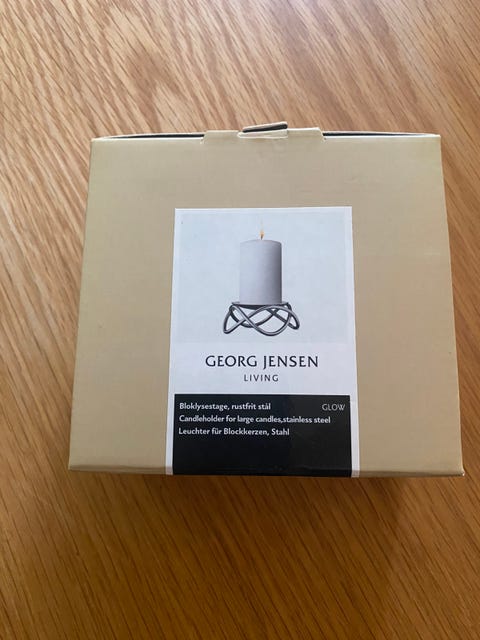 GEORG JENSEN
LIVING
Bloklysestage, rustfrit stål GLOW
Candleholder for large candles,stainless steel
Leuchter für Blockkerzen, Stahl